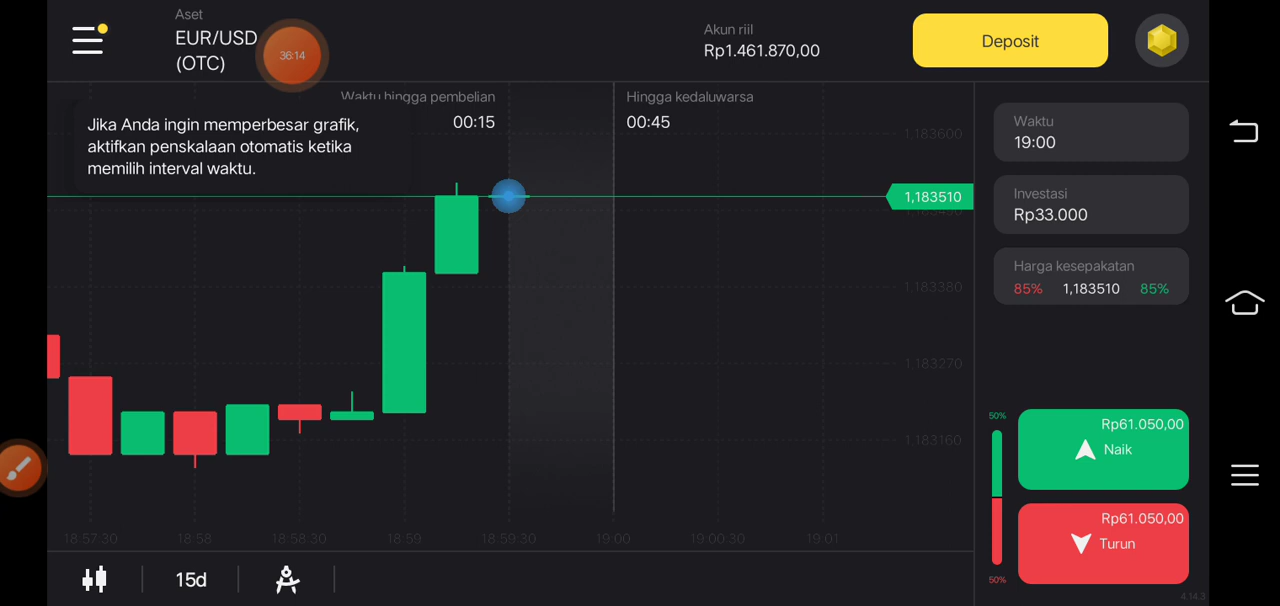 Aset
EUR/USD
(OTC)
36:14
Akun riil
Rp1.461.870,00
Deposit
Waktu hingga pembelian
00:15
Hingga kedaluwarsa
00:45
Jika Anda ingin memperbesar grafik,
aktifkan penskalaan otomatis ketika
memilih interval waktu.
1,183600
1,183510
1,183490
1,183380
1,183270
1,183160
Waktu
19:00
Investasi
Rp33.000
Harga kesepakatan
85% 1,183510 85%
50%
Rp61.050,00
Naik
Rp61.050,00
Turun
50%
18:57:30 18:58 18:58:30 18:59 18:59:30 19:00 19:00:30 19:01
15d
4.14.3